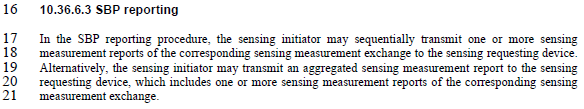 16 10.36.6.3 SBP reporting
17 In the SBP reporting procedure, the sensing initiator may sequentially transmit one or more sensing
18 measurement reports of the corresponding sensing measurement exchange to the sensing requesting device.
19 Alternatively, the sensing initiator may transmit an aggregated sensing measurement report to the sensing
20 requesting device, which includes one or more sensing measurement reports of the corresponding sensing
21 measurement exchange.